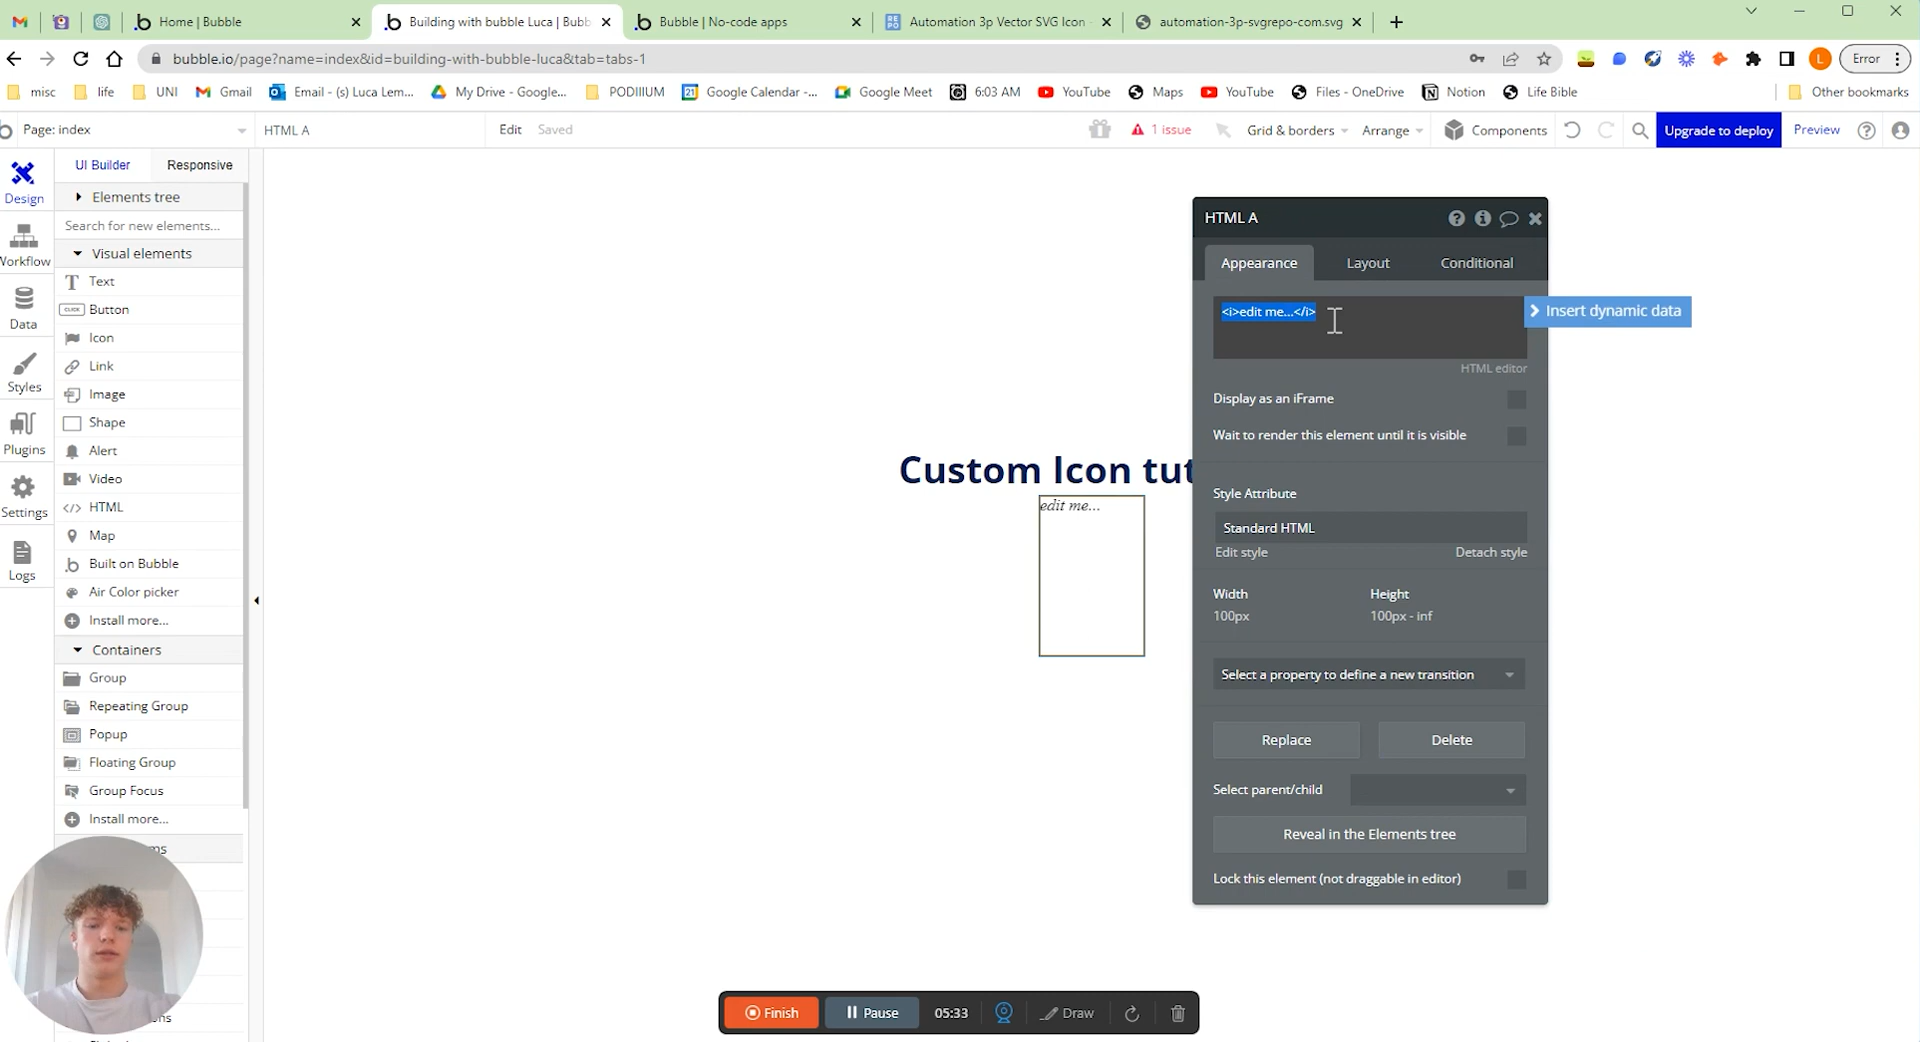 Home | Bubble
Building with bubble Luca | Bubb
Bubble | No-code apps
Automation 3p Vector SVG Icon
automation-3p-svgrepo-com.svg
bubble.io/page?name=index&id=building-with-bubble-luca&tab=tabs-1
Error
misc
life
UNI
Gmail
Email - (s) Luca Lem...
My Drive - Google...
PODIIIUM
Google Calendar -...
Google Meet
6:03 AM
YouTube
Maps
YouTube
Files - OneDrive
Notion
Life Bible
Other bookmarks
Page: index
HTML A
Edit
Saved
1 issue
Grid & borders
Arrange
Components
Upgrade to deploy
Preview
Design
Workflow
Data
Styles
Plugins
Settings
Logs
UI Builder
Responsive
Elements tree
Search for new elements...
Visual elements
Text
CLICK Button
Icon
Link
Image
Shape
Alert
Video
</> HTML
Map
Built on Bubble
Air Color picker
Install more...
Containers
Group
Repeating Group
Popup
Floating Group
Group Focus
Install more...
Custom Icon tut
edit me...
HTML A
Appearance
Layout
Conditional
<i>edit me...</i>
Insert dynamic data
HTML editor
Display as an iFrame
Wait to render this element until it is visible
Style Attribute
Standard HTML
Edit style
Detach style
Width
Height
100px
100px - inf
Select a property to define a new transition
Replace
Delete
Select parent/child
Reveal in the Elements tree
Lock this element (not draggable in editor)
Finish
Pause
05:33
Draw